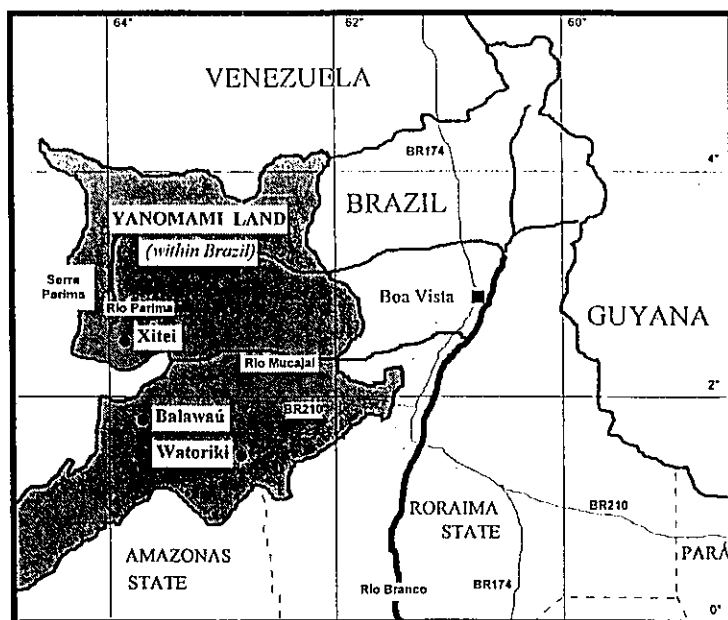 64
62
60
VENEZUELA
BR174
4°
BRAZIL
YANOMAMI LAND
(within Brazil)
Serra
Parima
Rio Parima
Boa Vista
GUYANA
Xitei
Rio Mucajai
2°
Balawaú
BR210
Watoriki
RORAIMA
STATE
BR210
AMAZONAS
STATE
PARÁ
Rio Branco
BR174
0°